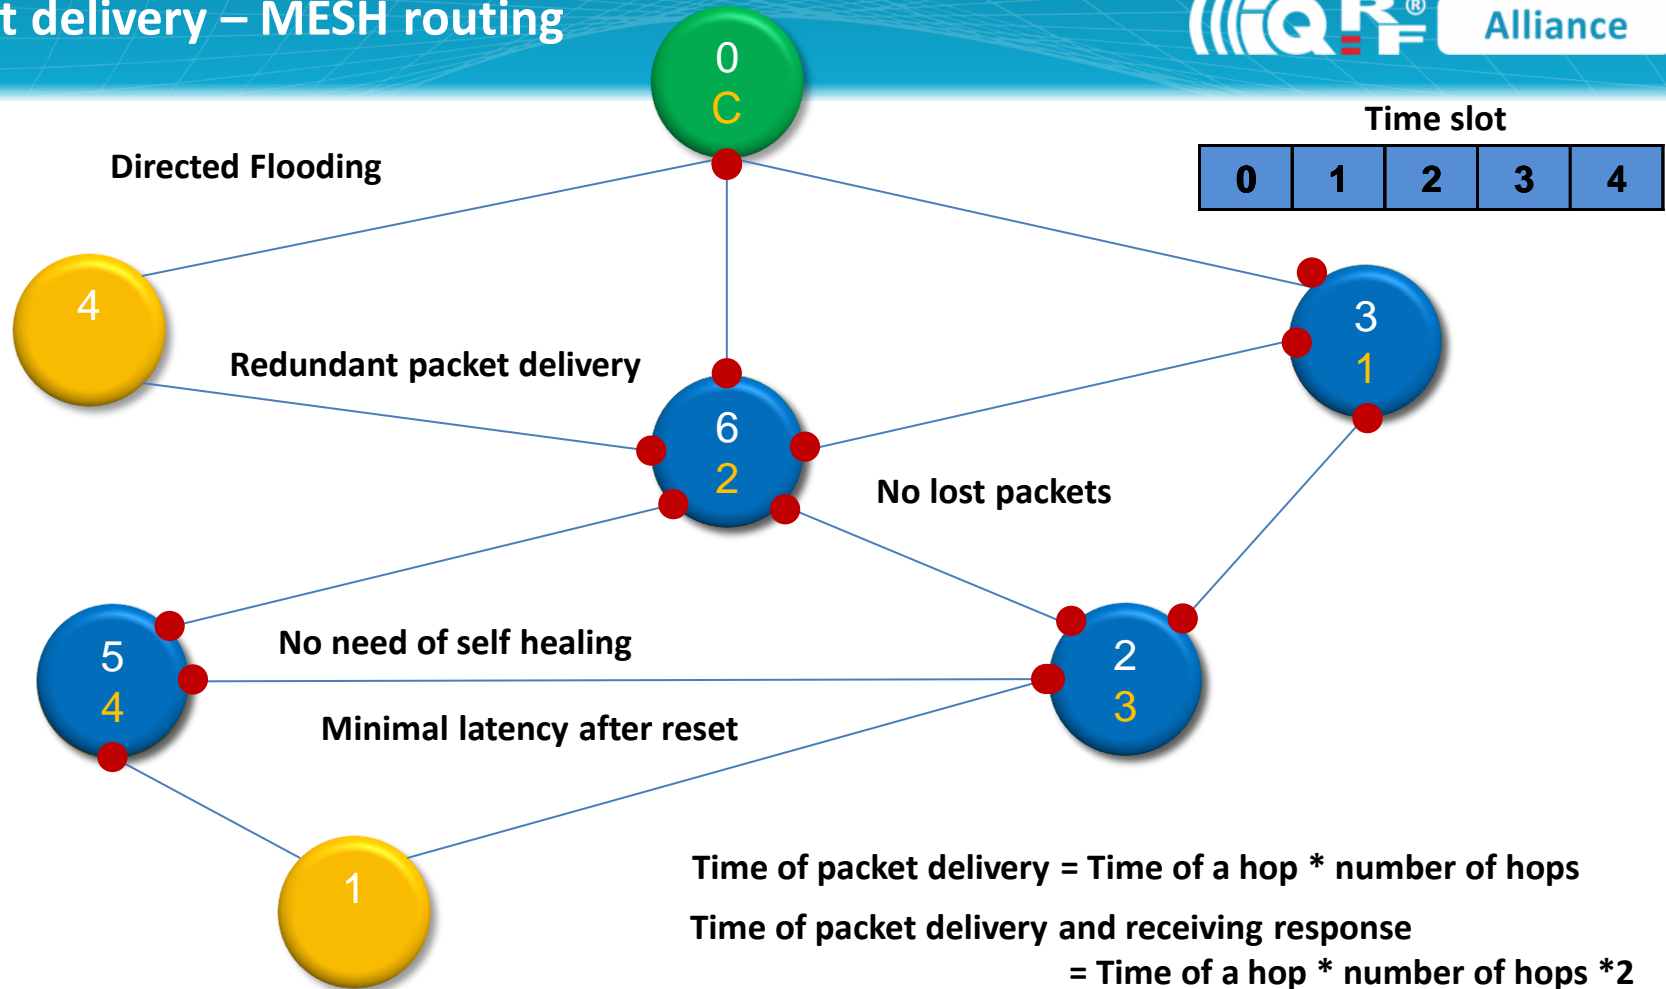 t delivery – MESH routing
IQRF®
Alliance
0
C
Time slot
0 1 2 3 4
Directed Flooding
4
3
1
Redundant packet delivery
6
2
No lost packets
5
4
No need of self healing
2
3
Minimal latency after reset
1
Time of packet delivery = Time of a hop * number of hops
Time of packet delivery and receiving response
= Time of a hop * number of hops *2